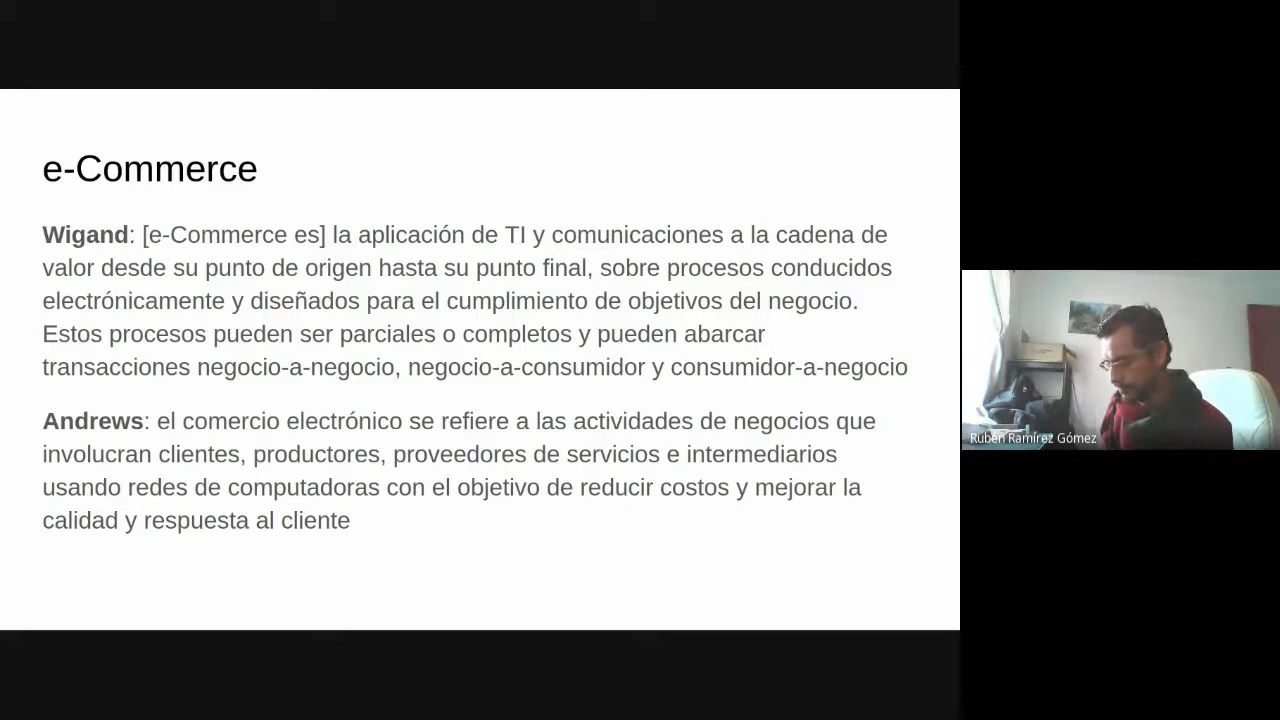 e-Commerce
Wigand: [e-Commerce es] la aplicación de TI y comunicaciones a la cadena de
valor desde su punto de origen hasta su punto final, sobre procesos conducidos
electrónicamente y diseñados para el cumplimiento de objetivos del negocio.
Estos procesos pueden ser parciales o completos y pueden abarcar
transacciones negocio-a-negocio, negocio-a-consumidor y consumidor-a-negocio
Andrews: el comercio electrónico se refiere a las actividades de negocios que
involucran clientes, productores, proveedores de servicios e intermediarios
usando redes de computadoras con el objetivo de reducir costos y mejorar la
calidad y respuesta al cliente
Rubén Ramírez Gómez